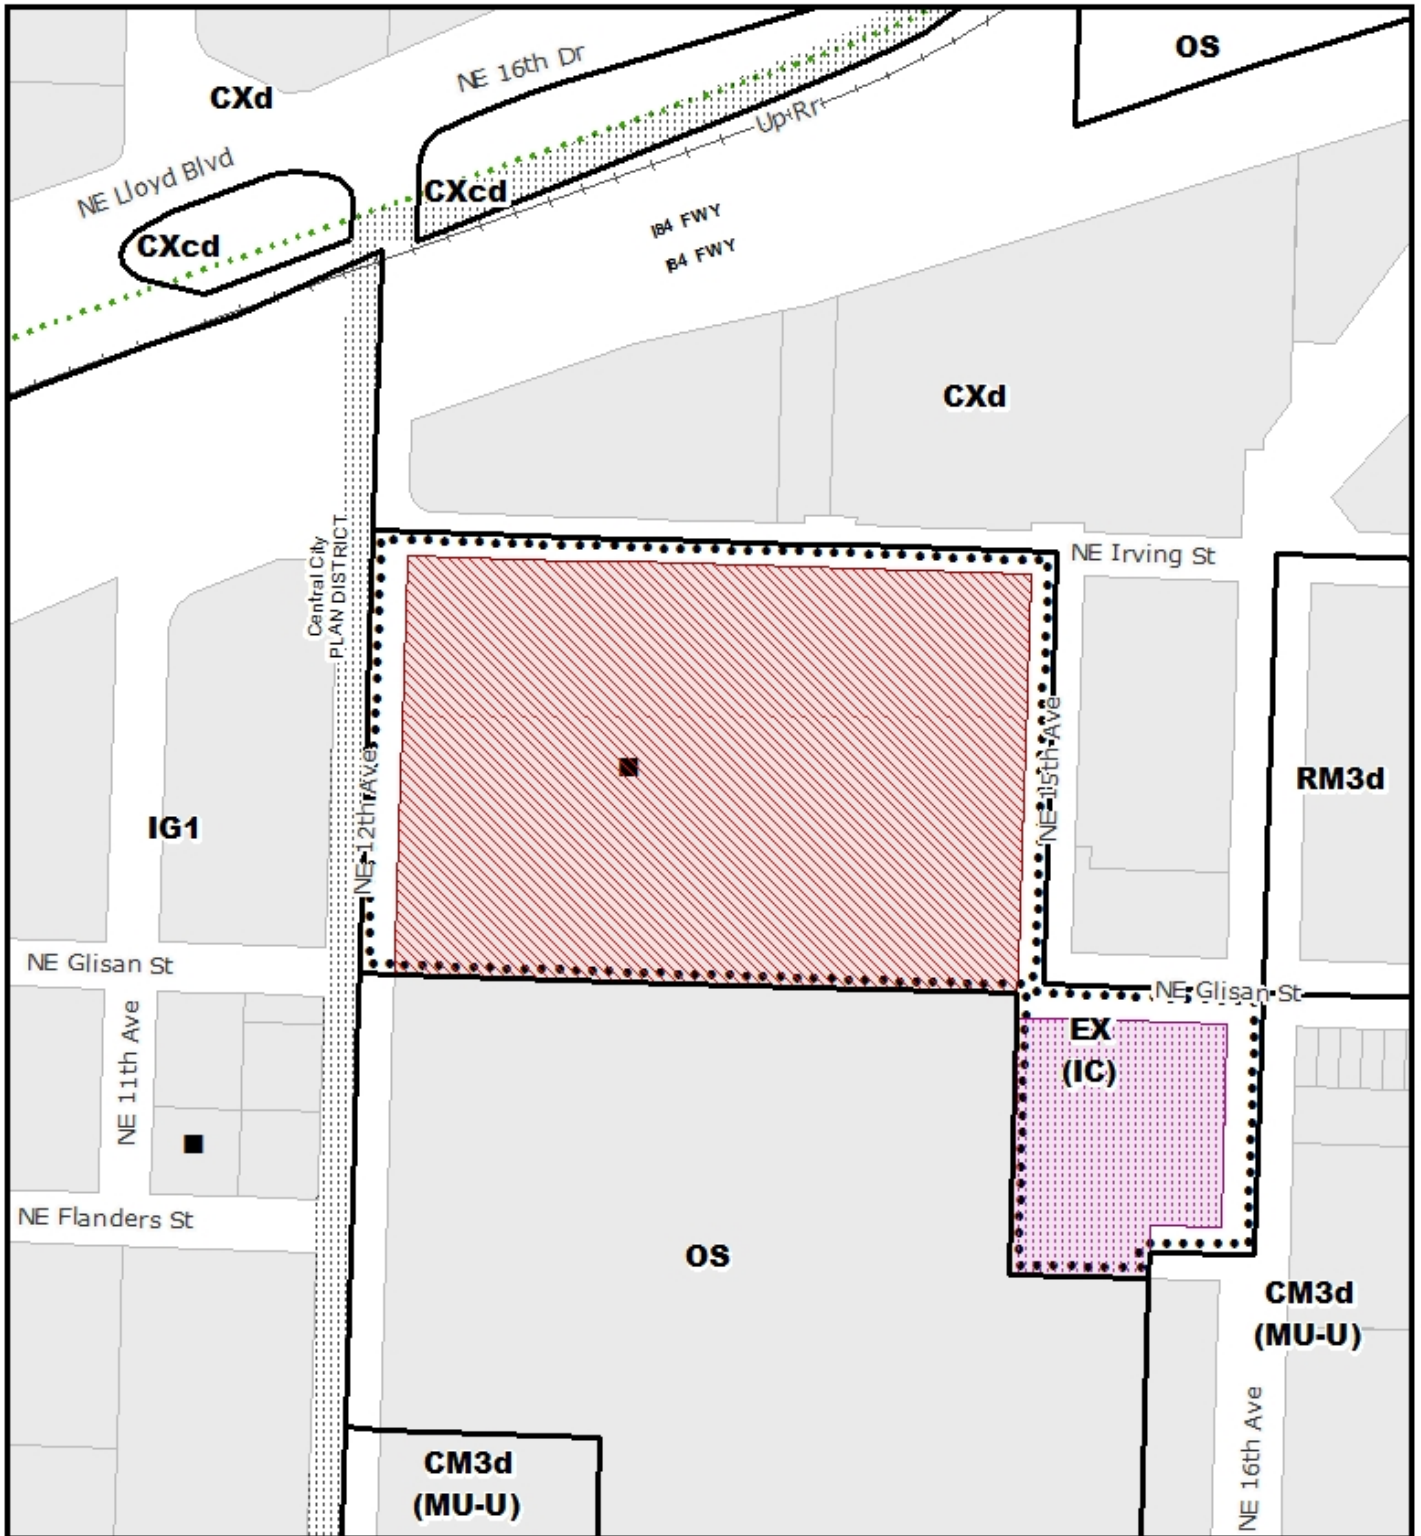 OS
NE 16th Dr
CXd
Up Rr
NE Lloyd Blvd
CXcd
CXcd
84 FWY
84 FWY
CXd
Central City
PLAN DISTRICT
NE Irving St
NE 12th Ave
NE 15th Ave
RM3d
IG1
NE Glisan St
NE Glisan St
NE 11th Ave
EX
(IC)
NE Flanders St
OS
CM3d
(MU-U)
NE 16th Ave
CM3d
(MU-U)